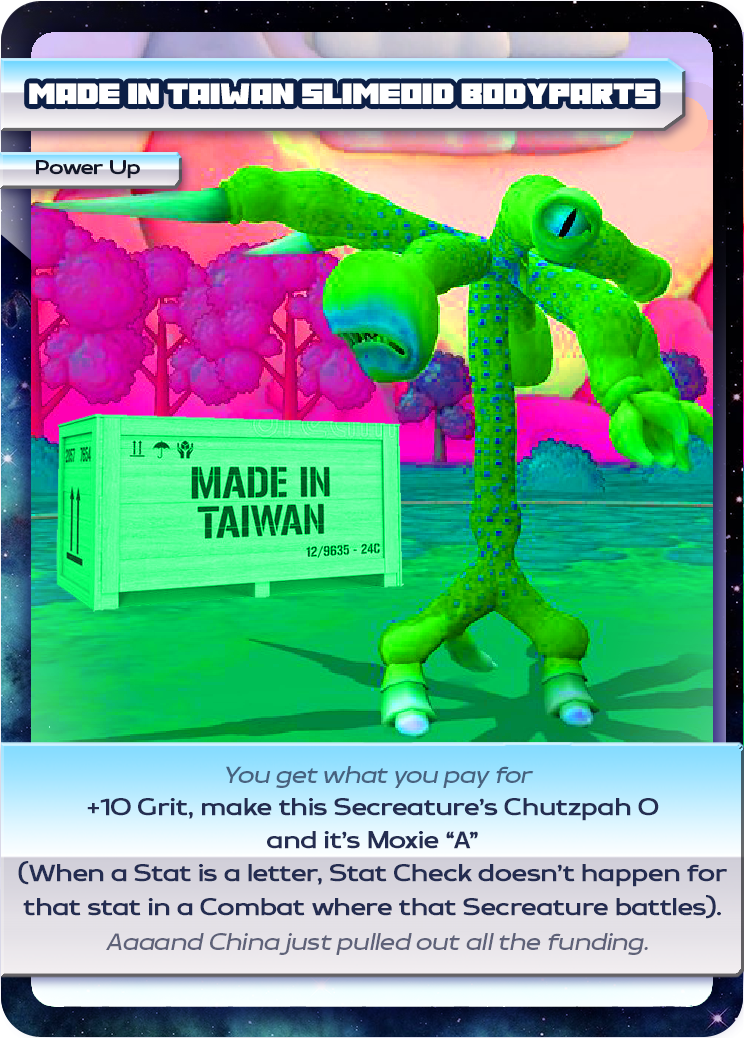 MADE IN TAIWAN SLIMEOID BODYPARTS
Power Up
2857 7654
MADE IN
TAIWAN
12/9635 - 24C
You get what you pay for
+10 Grit, make this Secreature's Chutzpah 0
and it's Moxie "A"
(When a Stat is a letter, Stat Check doesn't happen for
that stat in a Combat where that Secreature battles).
Aaaand China just pulled out all the funding.